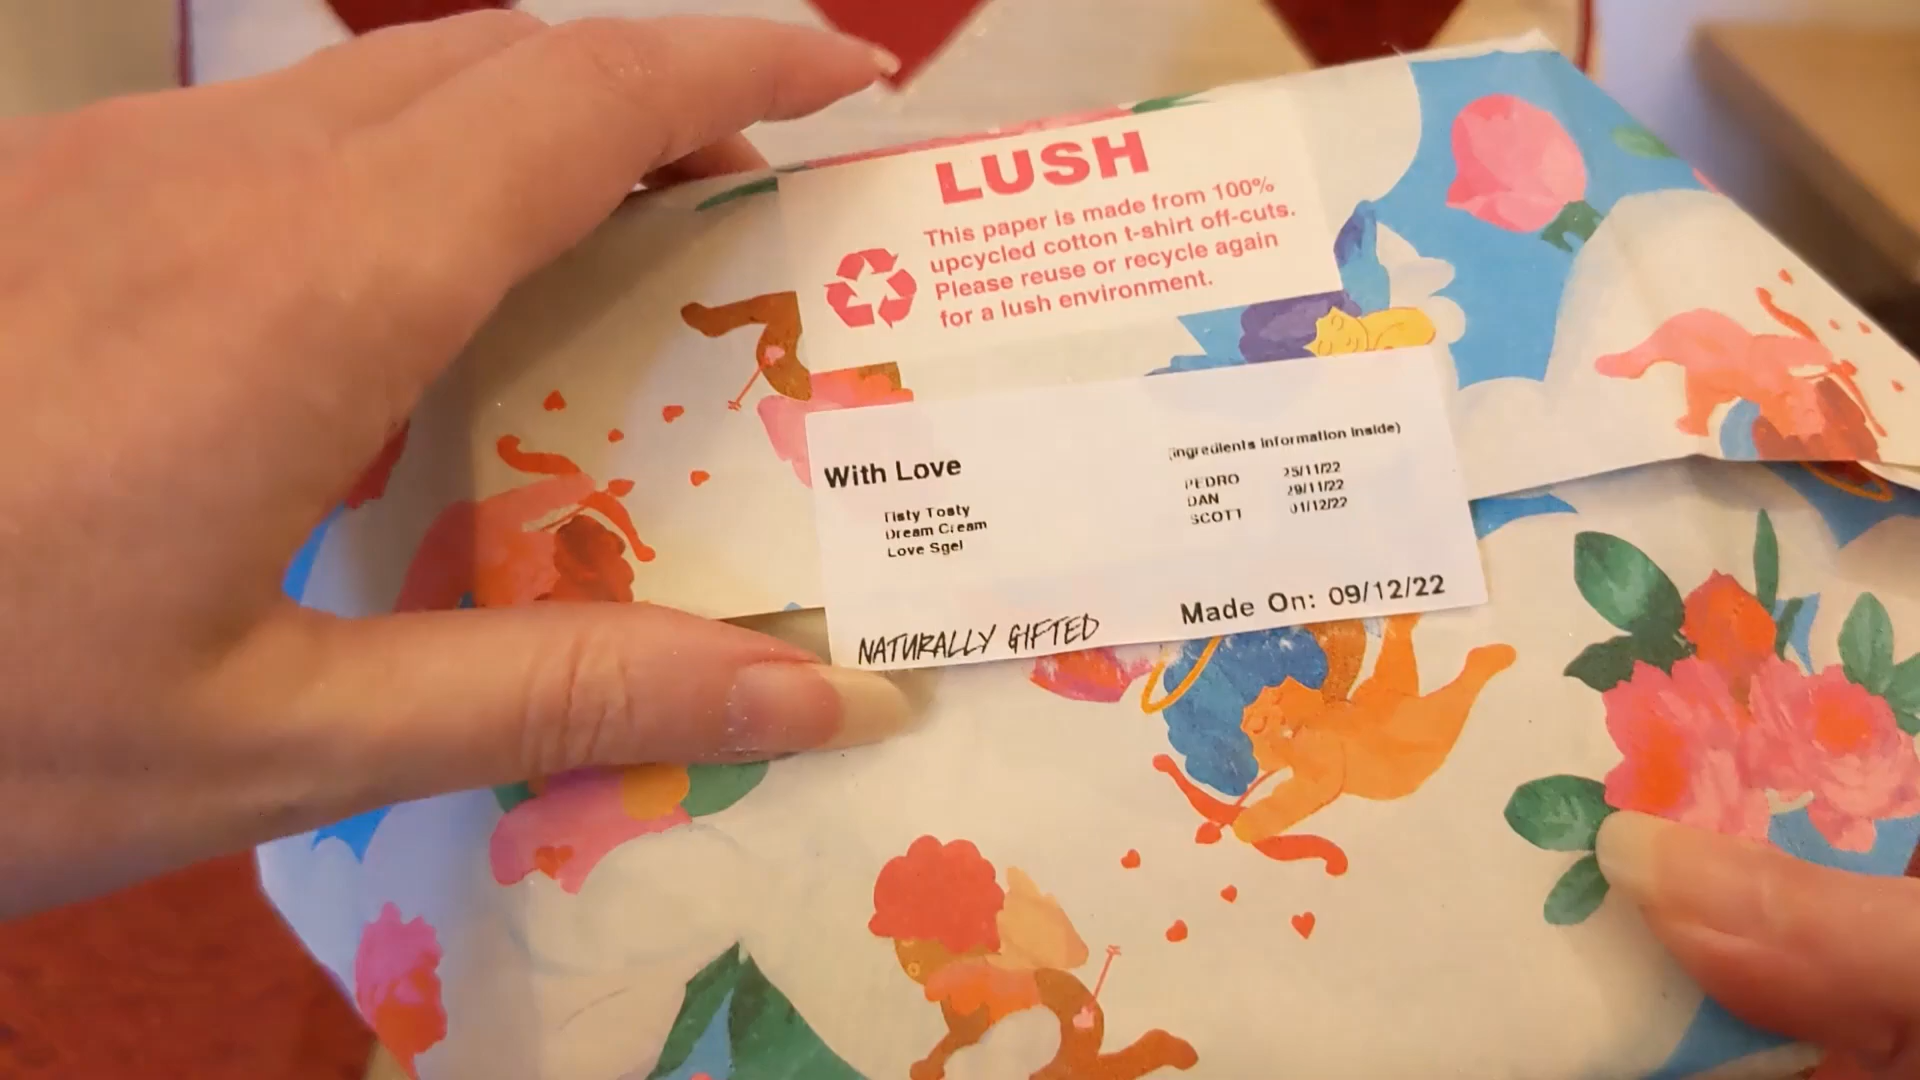 LUSH
This paper is made from 100%
upcycled cotton t-shirt off-cuts.
Please reuse or recycle again
for a lush environment.
With Love
Tisty Tosty
Dream Cream
Love Sgel
(ingredients information inside)
PEDRO 25/11/22
DAN 29/11/22
SCOTT 01/12/22
NATURALLY GIFTED
Made On: 09/12/22